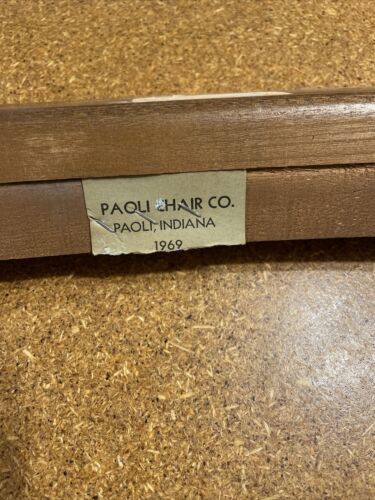 PAOLI CHAIR CO.
PAOLI, INDIANA
1969